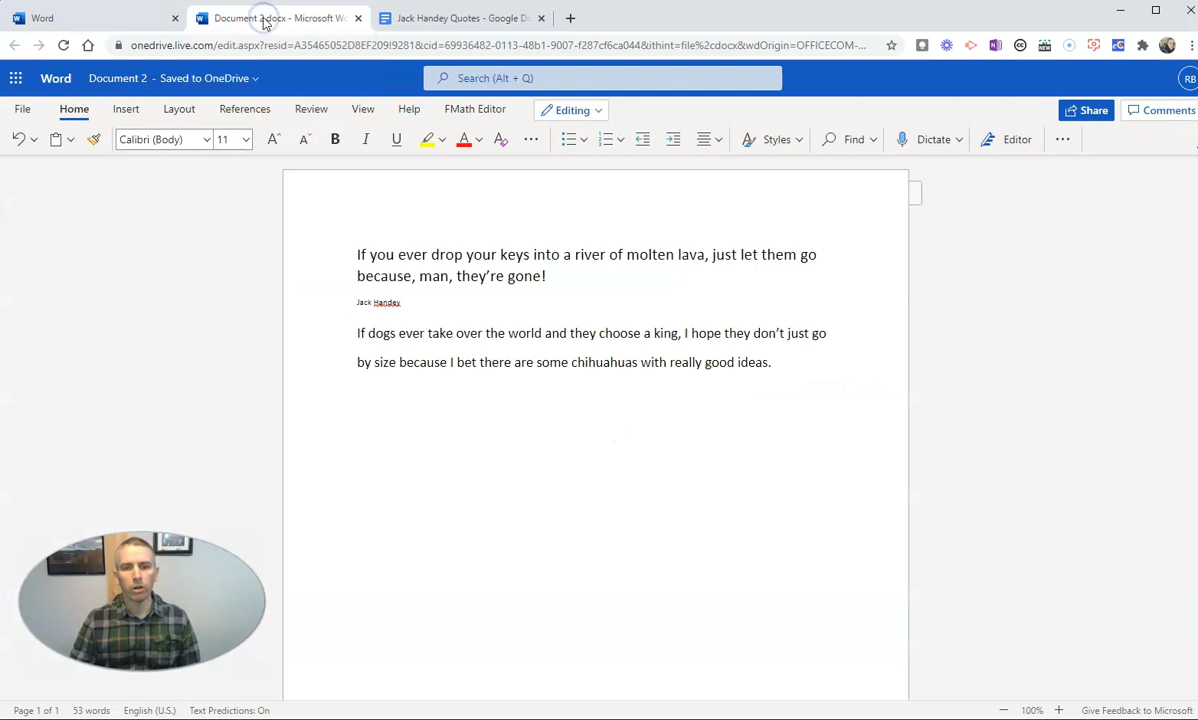 Word
Document 2.docx - Microsoft Wo
Jack Handey Quotes - Google D
onedrive.live.com/edit.aspx?resid=A35465052D8EF209!9281&cid=69936482-0113-48b1-9007-f287cf6ca044&ithint=file%2cdocx&wdOrigin=OFFICECOM-...
Word Document 2 - Saved to OneDrive
Search (Alt + Q)
RB
File Home Insert Layout References Review View Help FMath Editor Editing Share Comments
Calibri (Body) 11 Styles Find Dictate Editor
If you ever drop your keys into a river of molten lava, just let them go
because, man, they’re gone!
Jack Handey
If dogs ever take over the world and they choose a king, I hope they don’t just go
by size because I bet there are some chihuahuas with really good ideas.
Page 1 of 1 53 words English (U.S.) Text Predictions: On 100% Give Feedback to Microsoft